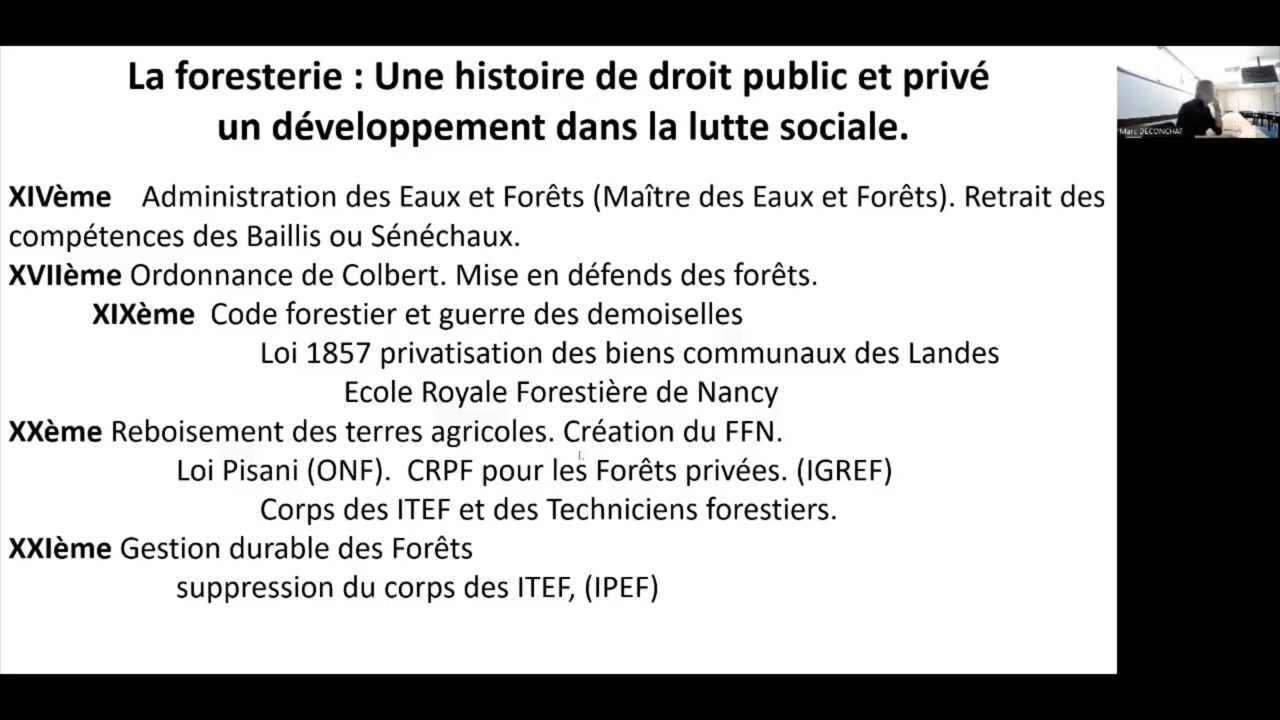 La foresterie : Une histoire de droit public et privé
un développement dans la lutte sociale.
Marc DECONCHAT
XIVème Administration des Eaux et Forêts (Maître des Eaux et Forêts). Retrait des
compétences des Baillis ou Sénéchaux.
XVIIème Ordonnance de Colbert. Mise en défends des forêts.
XIXème Code forestier et guerre des demoiselles
Loi 1857 privatisation des biens communaux des Landes
Ecole Royale Forestière de Nancy
XXème Reboisement des terres agricoles. Création du FFN.
Loi Pisani (ONF). CRPF pour les Forêts privées. (IGREF)
Corps des ITEF et des Techniciens forestiers.
XXIème Gestion durable des Forêts
suppression du corps des ITEF, (IPEF)